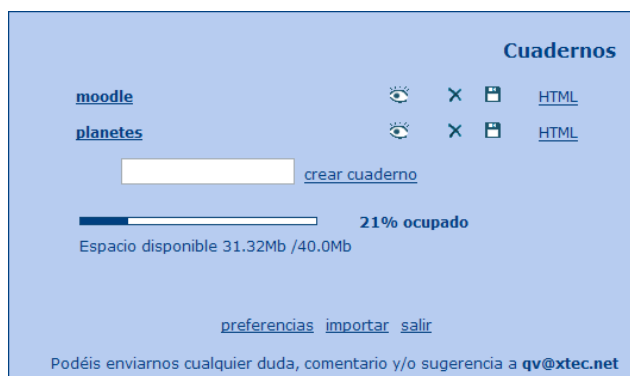 Cuadernos
moodle HTML
planetes HTML
crear cuaderno
21% ocupado
Espacio disponible 31.32Mb /40.0Mb
preferencias importar salir
Podéis enviarnos cualquier duda, comentario y/o sugerencia a qv@xtec.net